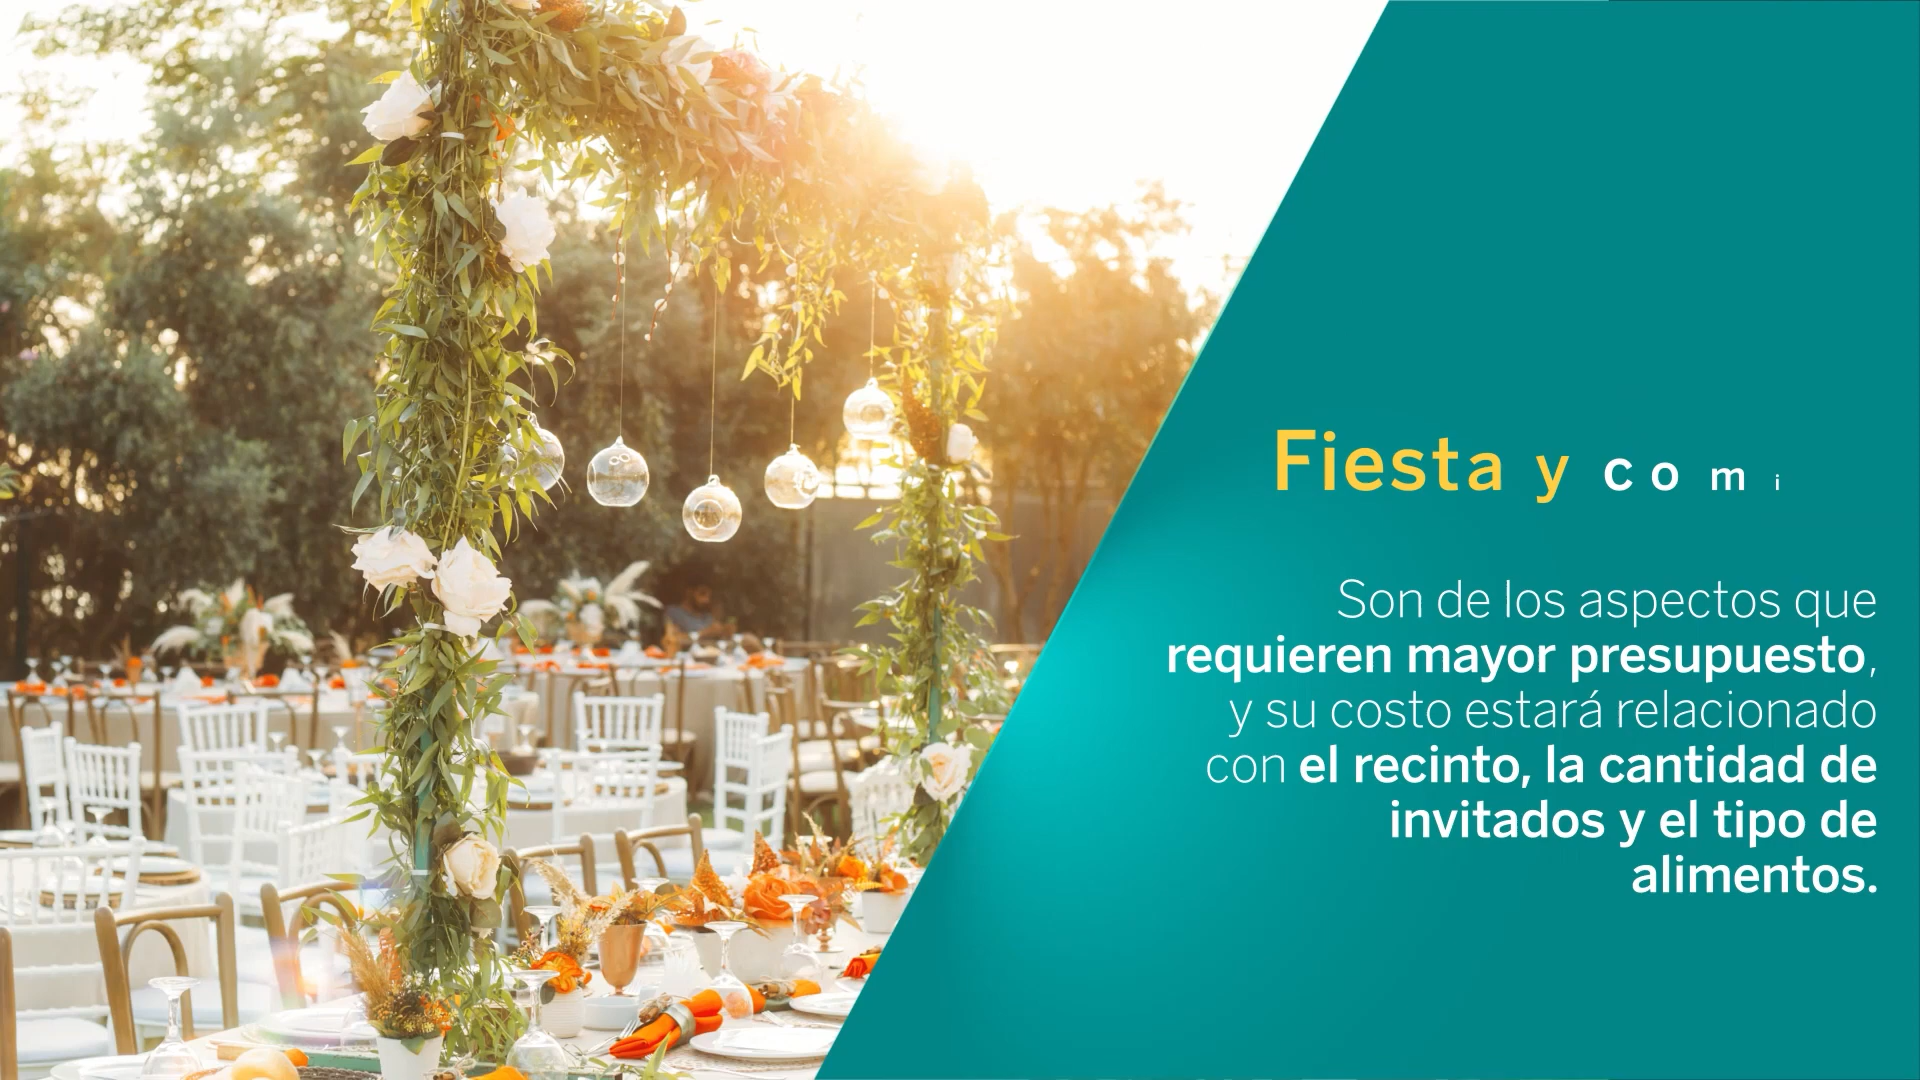 Fiesta y comi
Son de los aspectos que
requieren mayor presupuesto,
y su costo estará relacionado
con el recinto, la cantidad de
invitados y el tipo de
alimentos.